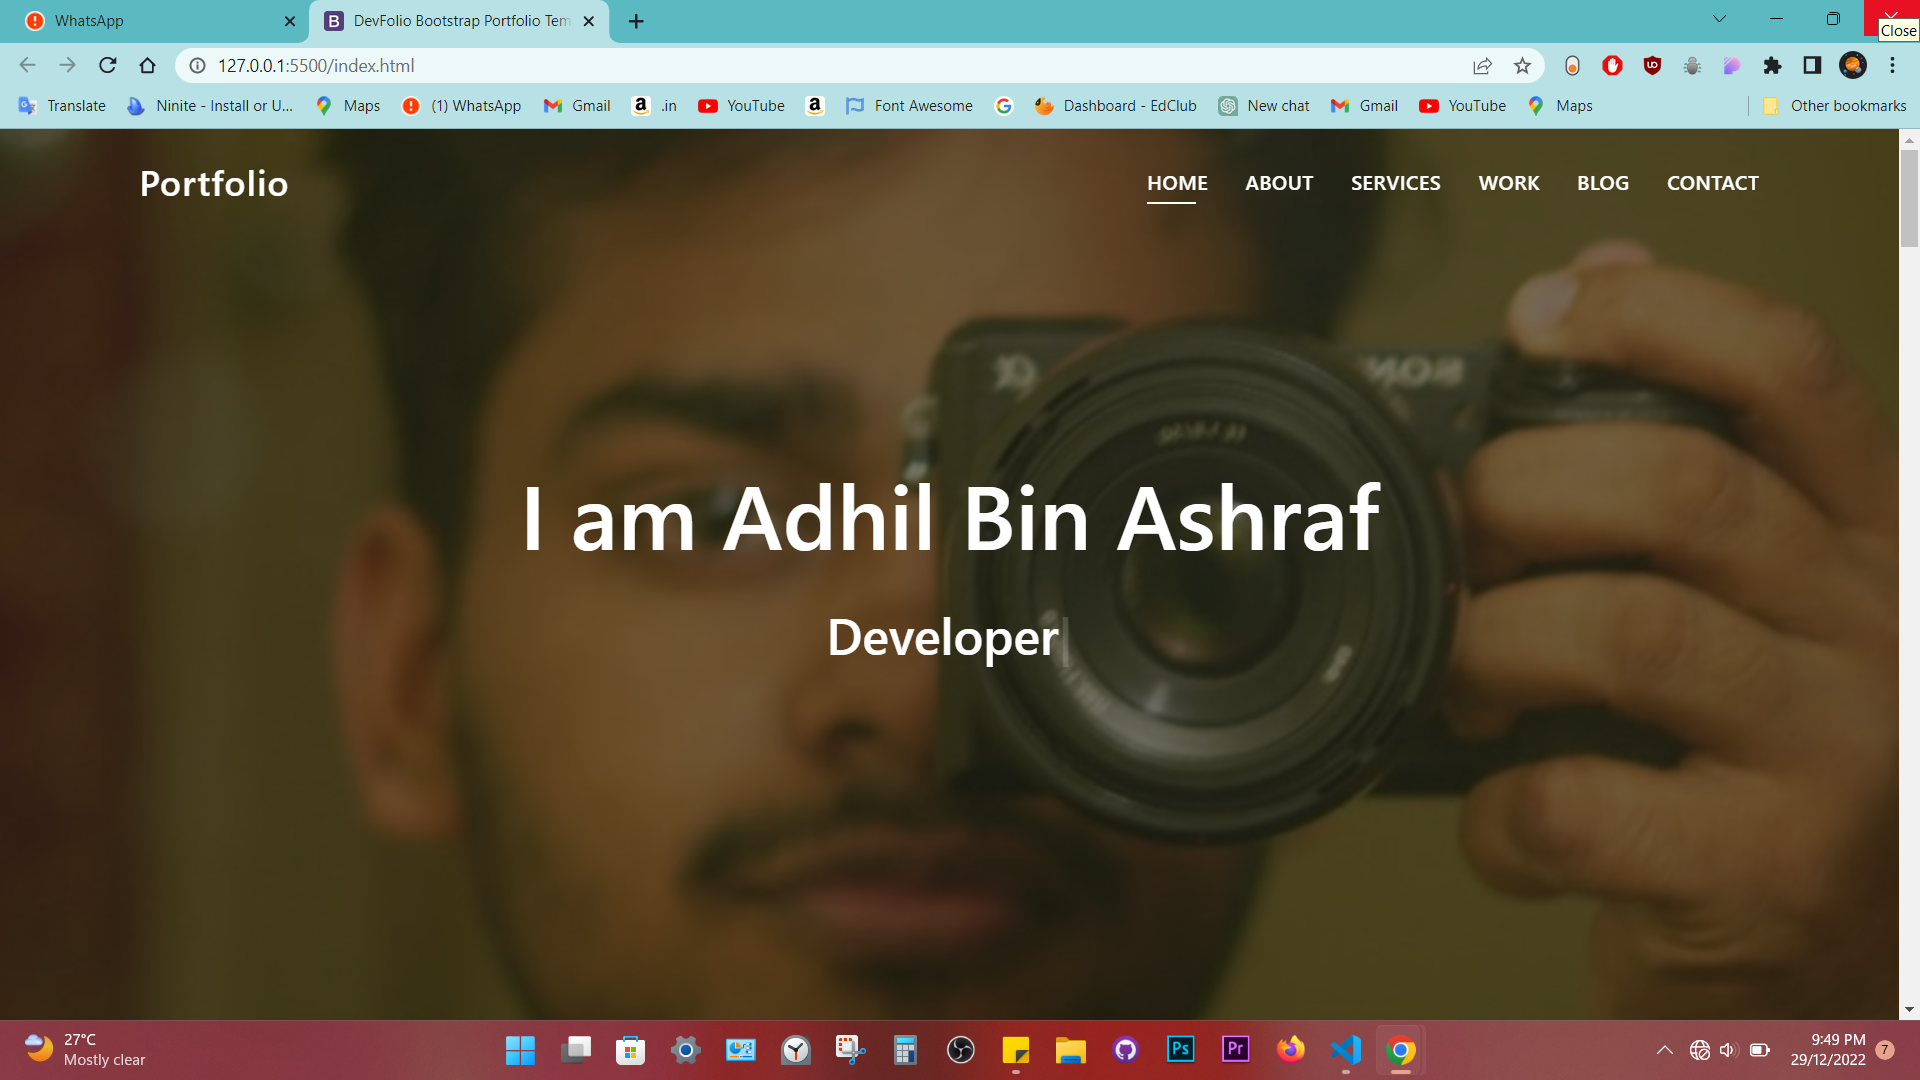 WhatsApp
DevFolio Bootstrap Portfolio Tem
Close
127.0.0.1:5500/index.html
Translate
Ninite - Install or U...
Maps
(1) WhatsApp
Gmail
.in
YouTube
Font Awesome
Dashboard - EdClub
New chat
Gmail
YouTube
Maps
Other bookmarks
Portfolio
HOME
ABOUT
SERVICES
WORK
BLOG
CONTACT
I am Adhil Bin Ashraf
Developer
27°C
Mostly clear
Ps
Pr
9:49 PM
29/12/2022
7